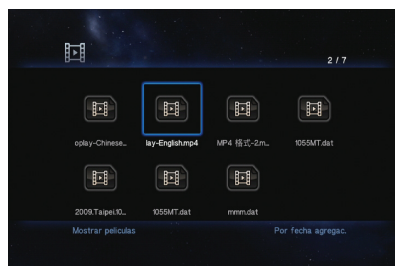 2 / 7
oplay-Chinese... lay-English.mp4 MP4 格式-2.m... 1055MT.dat
2009.Taipei.10... 1055MT.dat mmm.dat
Mostrar peliculas Por fecha agregac.